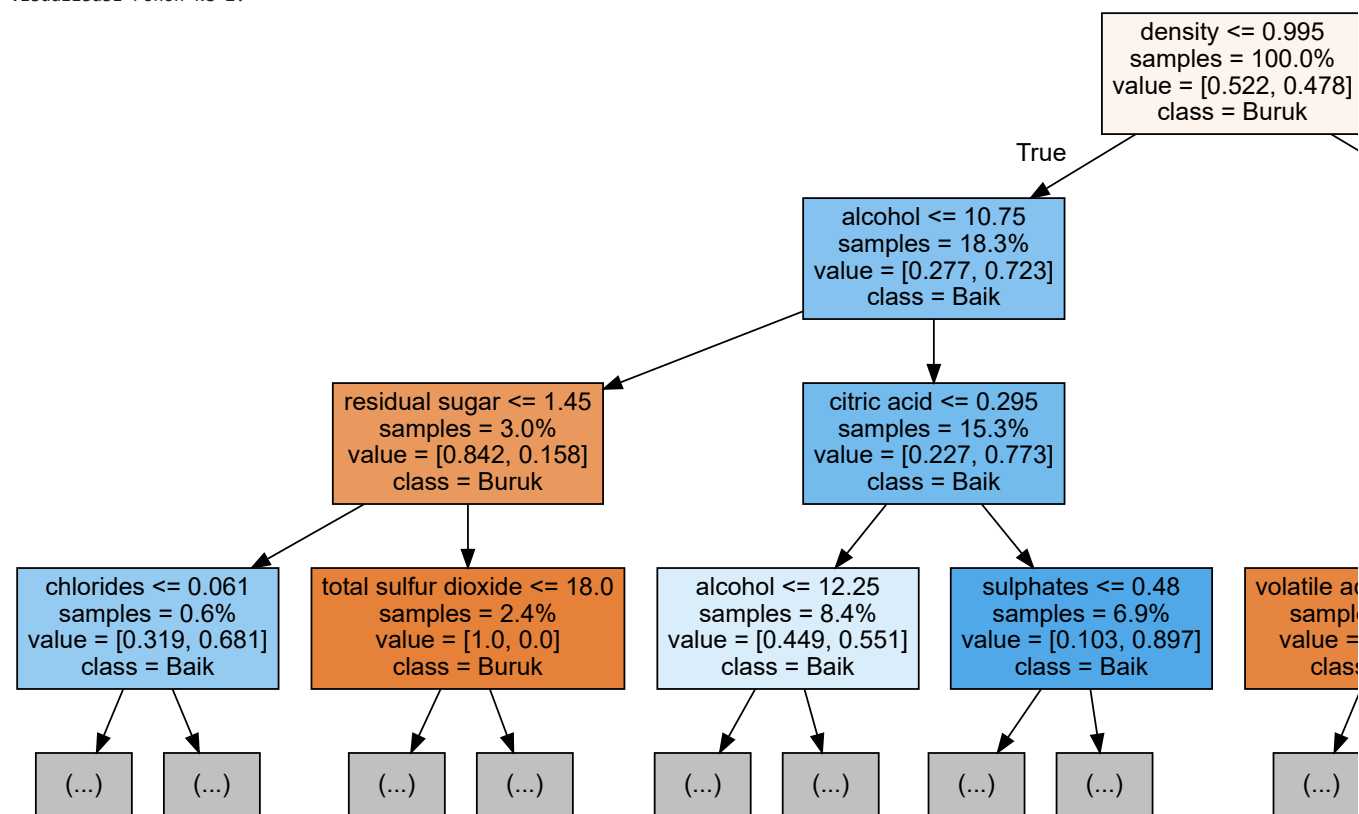 density <= 0.995
samples = 100.0%
value = [0.522, 0.478]
class = Buruk
True
alcohol <= 10.75
samples = 18.3%
value = [0.277, 0.723]
class = Baik
residual sugar <= 1.45
samples = 3.0%
value = [0.842, 0.158]
class = Buruk
citric acid <= 0.295
samples = 15.3%
value = [0.227, 0.773]
class = Baik
chlorides <= 0.061
samples = 0.6%
value = [0.319, 0.681]
class = Baik
total sulfur dioxide <= 18.0
samples = 2.4%
value = [1.0, 0.0]
class = Buruk
alcohol <= 12.25
samples = 8.4%
value = [0.449, 0.551]
class = Baik
sulphates <= 0.48
samples = 6.9%
value = [0.103, 0.897]
class = Baik
volatile
value =
(...)
(...)
(...)
(...)
(...)
(...)
(...)
(...)
(...)